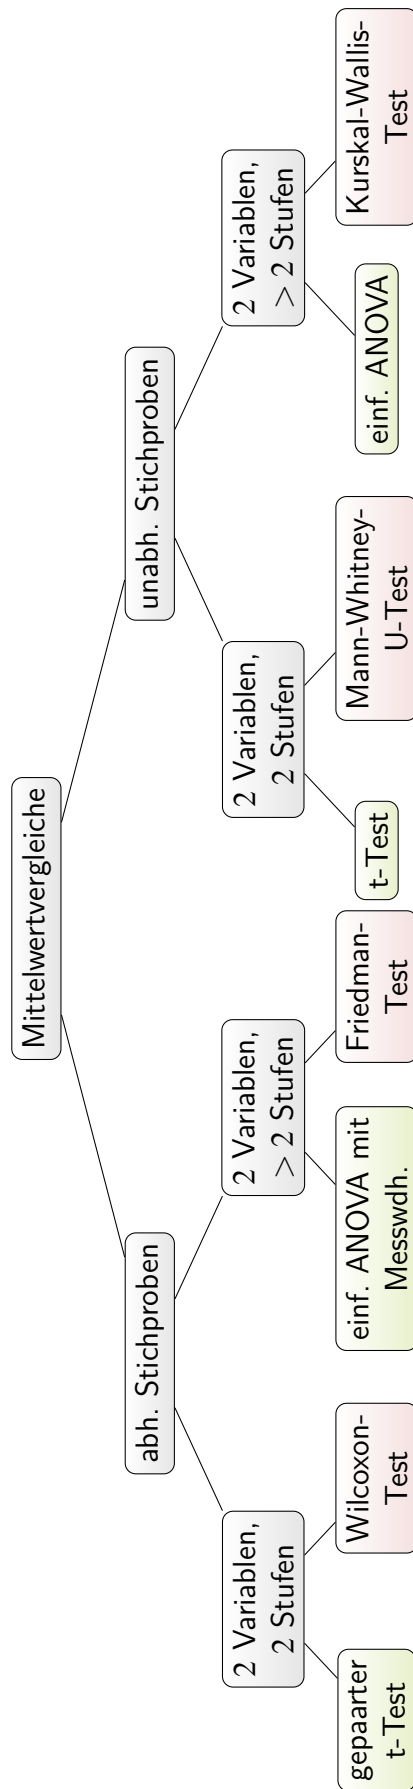 Mittelwertvergleiche
abh. Stichproben
unabh. Stichproben
2 Variablen,
2 Stufen
2 Variablen,
> 2 Stufen
2 Variablen,
2 Stufen
2 Variablen,
> 2 Stufen
gepaarter
t-Test
Wilcoxon-
Test
einf. ANOVA mit
Messwdh.
Friedman-
Test
t-Test
Mann-Whitney-
U-Test
einf. ANOVA
Kurskal-Wallis-
Test